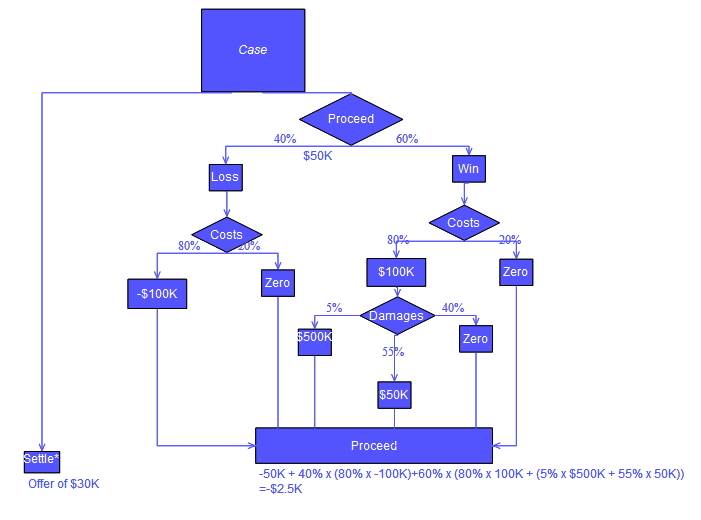 Case
Proceed
40%
60%
$50K
Loss
Win
Costs
Costs
80%
20%
80%
20%
-$100K
Zero
$100K
Zero
5%
Damages
40%
$500K
Zero
55%
$50K
Proceed
Settle*
Offer of $30K
-50K + 40% x (80% x -100K)+60% x (80% x 100K + (5% x $500K + 55% x 50K))
=-$2.5K